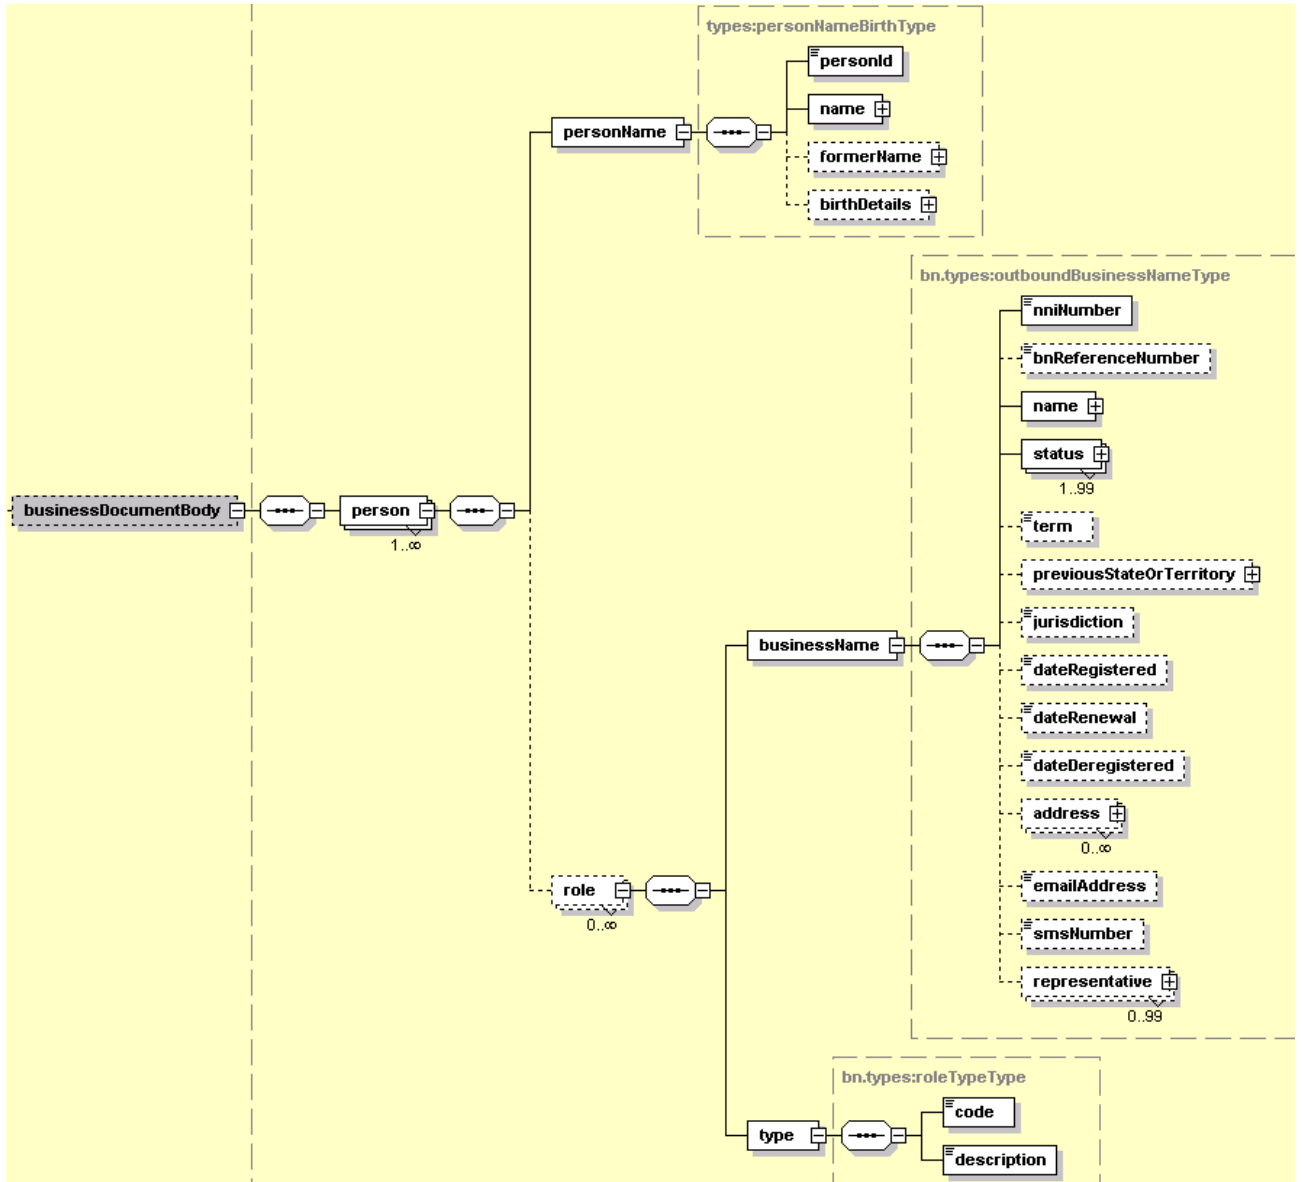 types:personNameBirthType
personId
name
personName
formerName
birthDetails
bn.types:outboundBusinessNameType
nniNumber
bnReferenceNumber
name
status
1..99
businessDocumentBody
person
1..∞
term
previousStateOrTerritory
jurisdiction
businessName
dateRegistered
dateRenewal
dateDeregistered
address
0..∞
role
0..∞
emailAddress
smsNumber
representative
0..99
bn.types:roleTypeType
code
type
description